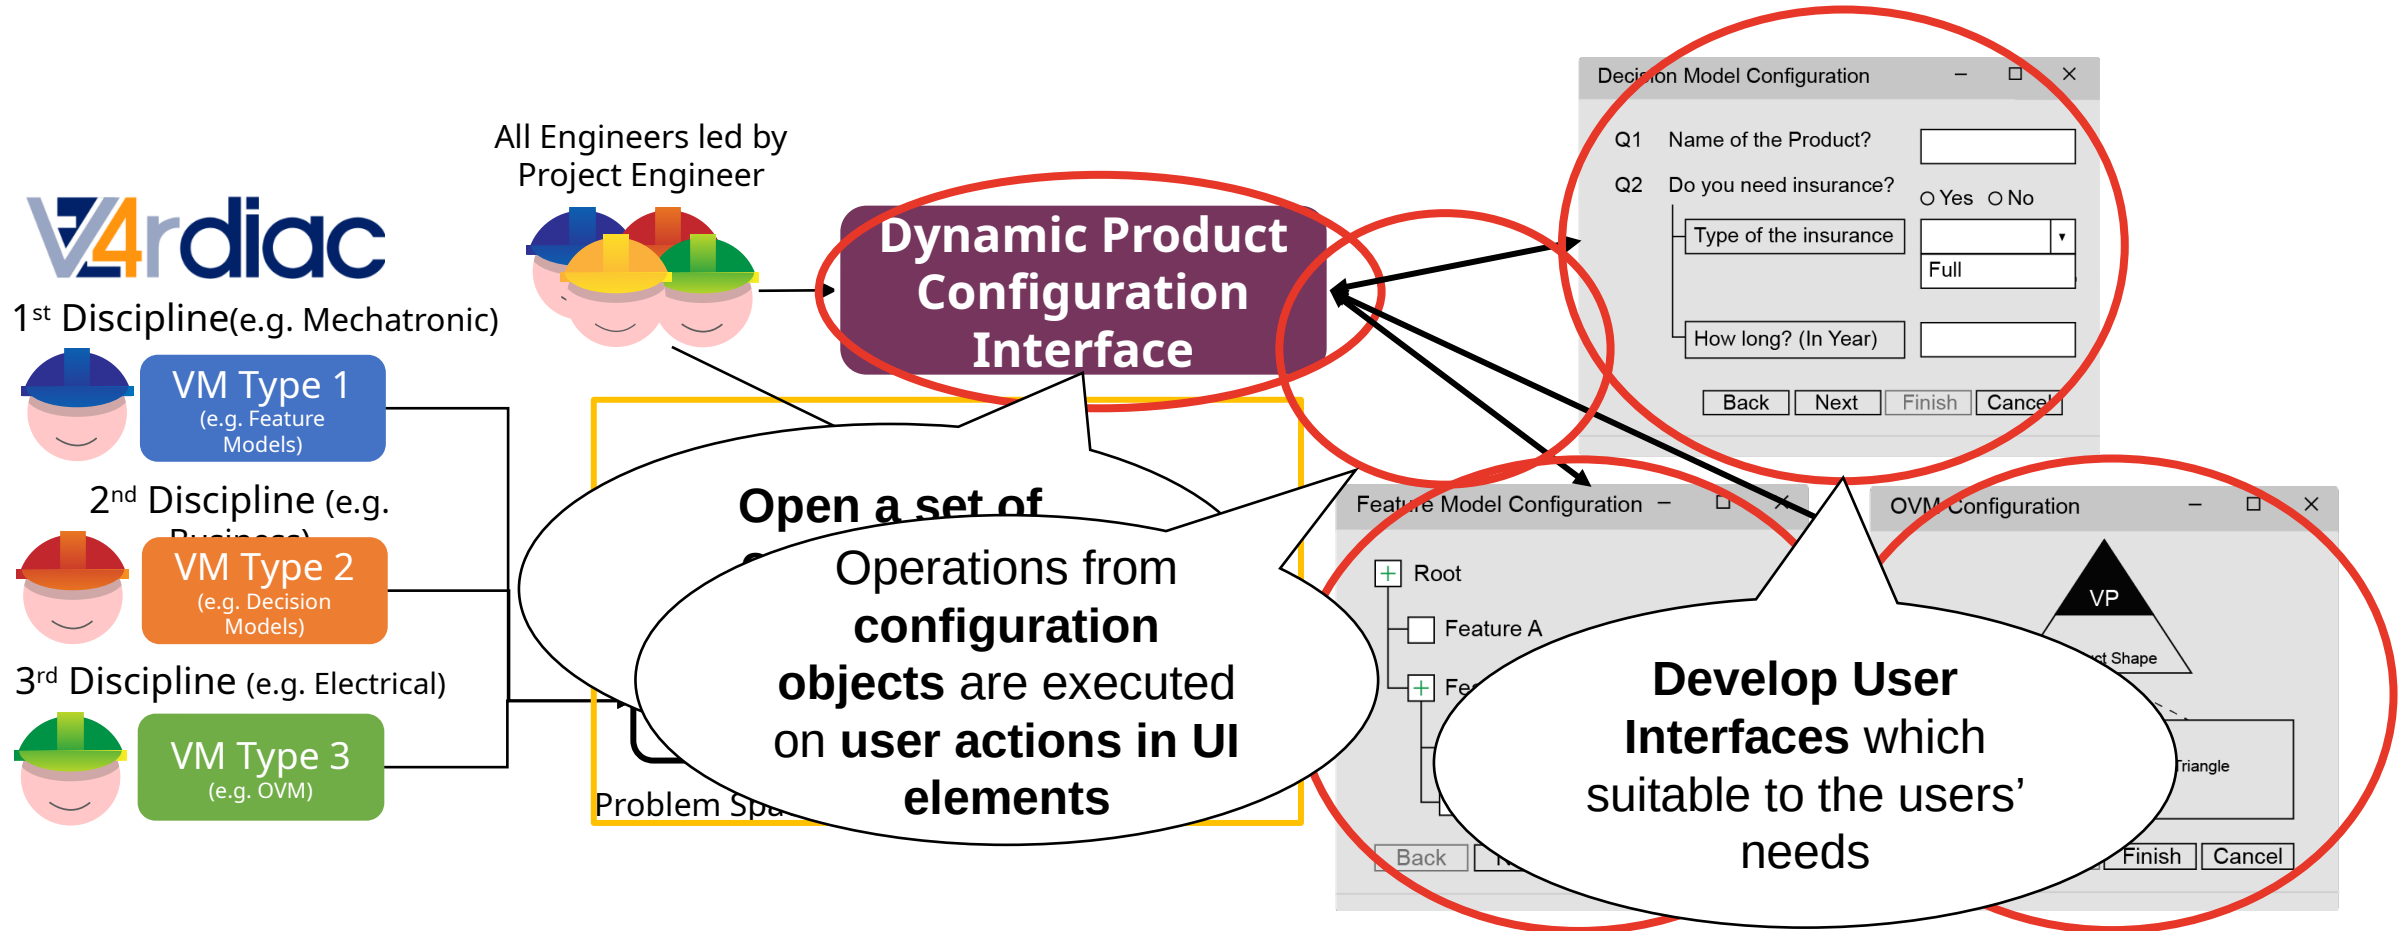 V4rdiac
1st Discipline(e.g. Mechatronic)
VM Type 1
(e.g. Feature
Models)
2nd Discipline (e.g.
Business)
VM Type 2
(e.g. Decision
Models)
3rd Discipline (e.g. Electrical)
VM Type 3
(e.g. OVM)
All Engineers led by
Project Engineer
Dynamic Product
Configuration
Interface
Open a set of
Operations from
configuration
objects are executed
on user actions in UI
elements
Problem
Decision Model Configuration
Q1 Name of the Product?
Q2 Do you need insurance?
Yes No
Type of the insurance
Full
How long? (In Year)
Back Next Finish Cancel
Feature Model Configuration
Root
Feature A
Back
OVM Configuration
VP
Shape
Triangle
Finish Cancel
Develop User
Interfaces which
suitable to the users’
needs